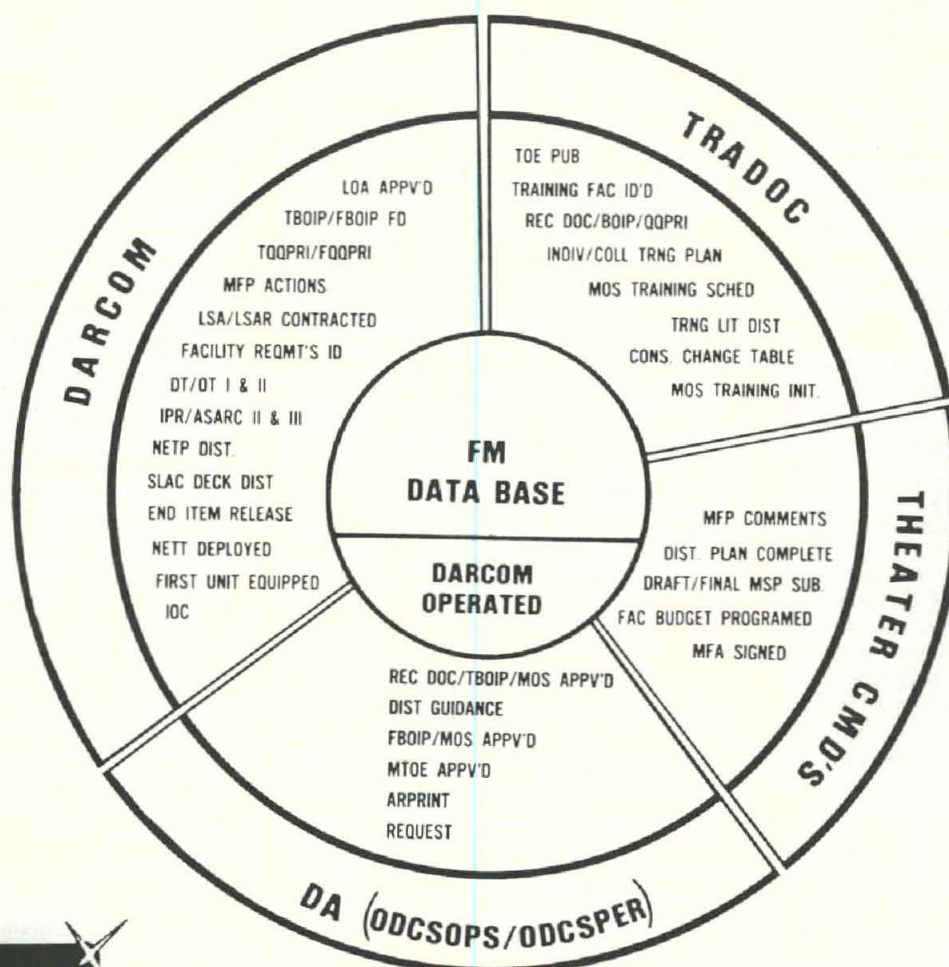 DARCOM
LOA APPV'D
TBOIP/FBOIP FD
TQQPRI/FQQPRI
MFP ACTIONS
LSA/LSAR CONTRACTED
FACILITY REQMT'S ID
DT/OT I & II
IPR/ASARC II & III
NETP DIST.
SLAC DECK DIST
END ITEM RELEASE
NETT DEPLOYED
FIRST UNIT EQUIPPED
IOC
TRADOC
TOE PUB
TRAINING FAC ID'D
REC DOC/BOIP/QQPRI
INDIV/COLL TRNG PLAN
MOS TRAINING SCHED
TRNG LIT DIST
CONS. CHANGE TABLE
MOS TRAINING INIT.
FM
DATA BASE
DARCOM
OPERATED
THEATER CMD'S
MFP COMMENTS
DIST. PLAN COMPLETE
DRAFT/FINAL MSP SUB.
FAC BUDGET PROGRAMED
MFA SIGNED
REC DOC/TBOIP/MOS APPV'D
DIST GUIDANCE
FBOIP/MOS APPV'D
MTOE APPV'D
ARPRINT
REQUEST
DA (ODCSOPS/ODCSPER)